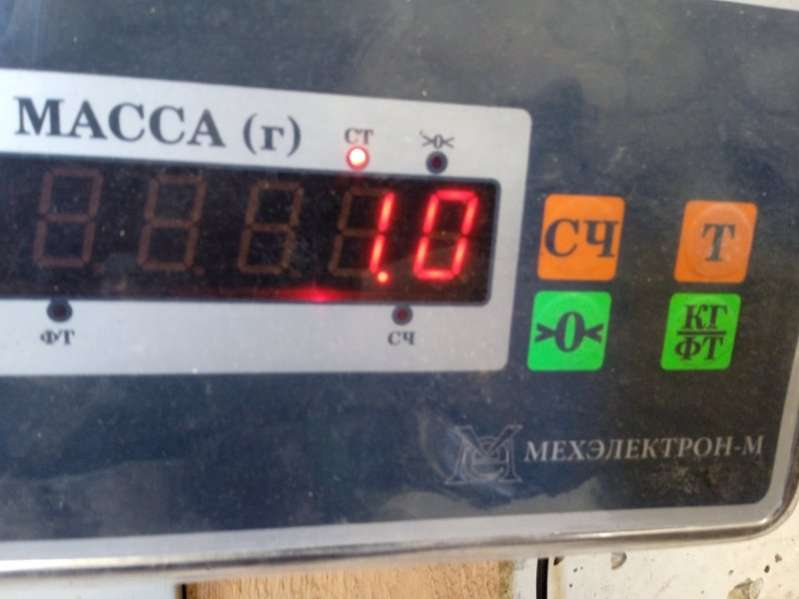 МАССА (г)
СТ >0<
1.0
ФТ СЧ
СЧ Т
>0< КГ
ФТ
МЕХЭЛЕКТРОН-М